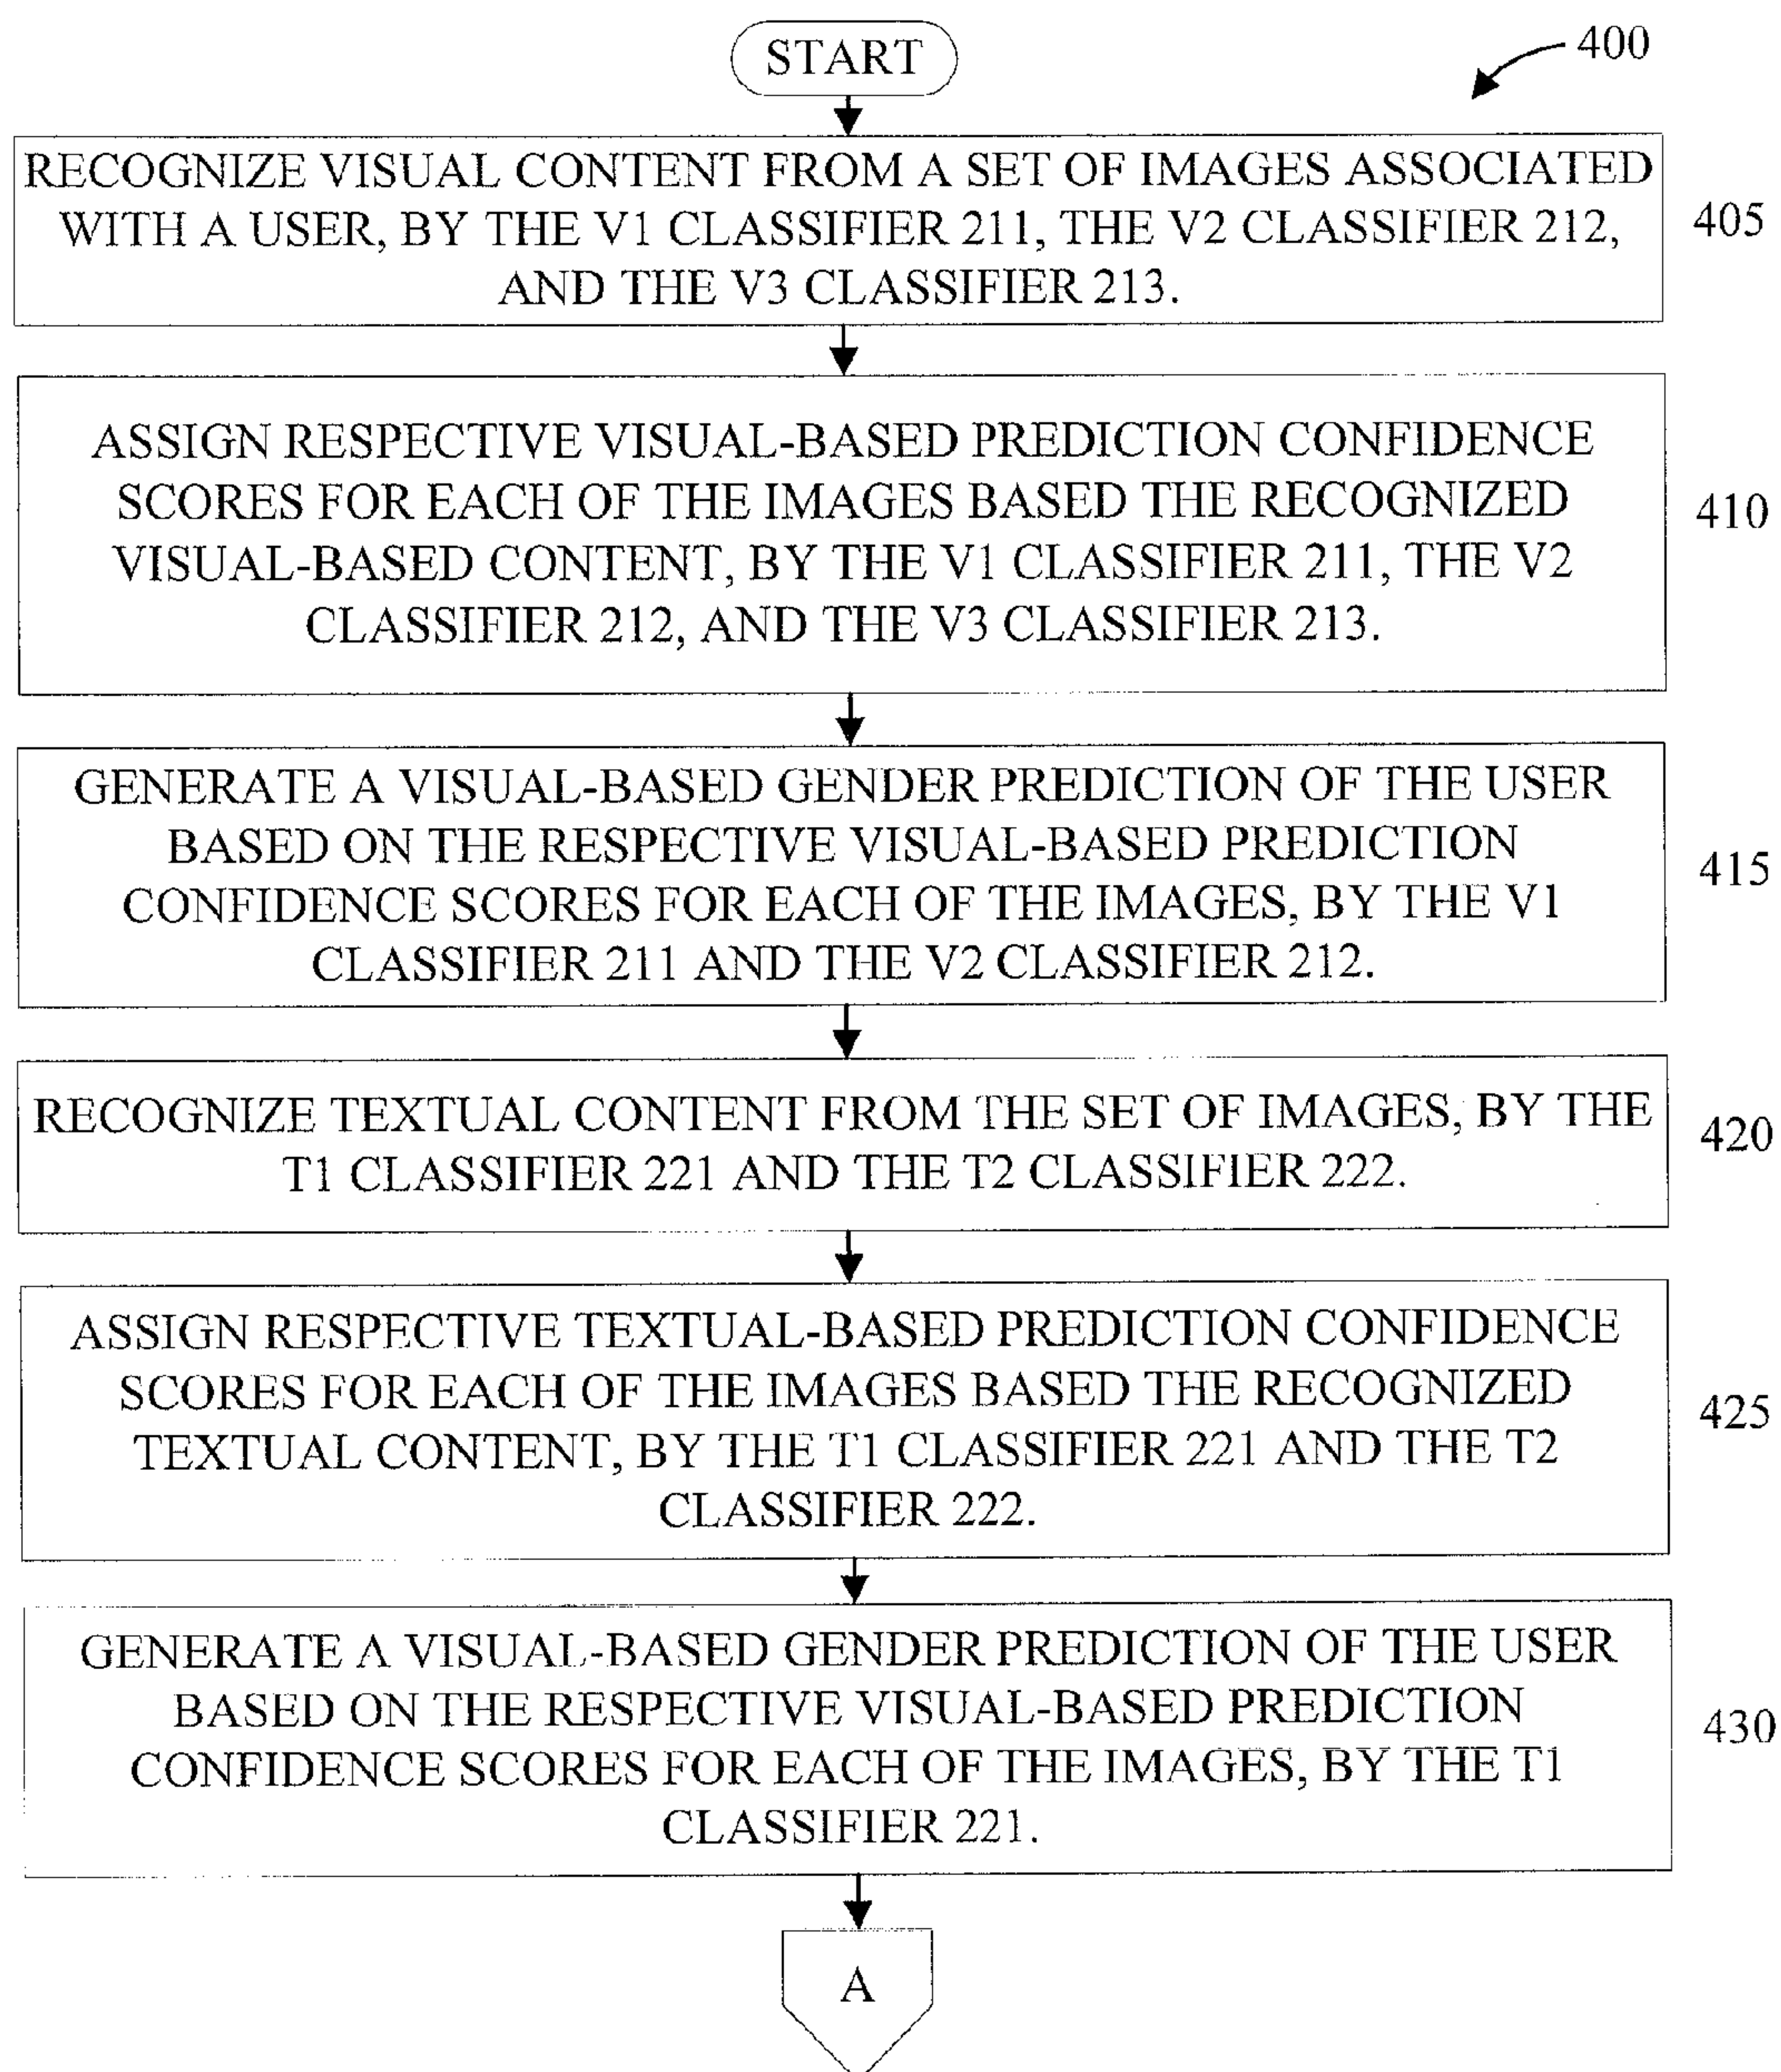 START
400
RECOGNIZE VISUAL CONTENT FROM A SET OF IMAGES ASSOCIATED
WITH A USER, BY THE V1 CLASSIFIER 211, THE V2 CLASSIFIER 212,
AND THE V3 CLASSIFIER 213.
405
ASSIGN RESPECTIVE VISUAL-BASED PREDICTION CONFIDENCE
SCORES FOR EACH OF THE IMAGES BASED THE RECOGNIZED
VISUAL-BASED CONTENT, BY THE V1 CLASSIFIER 211, THE V2
CLASSIFIER 212, AND THE V3 CLASSIFIER 213.
410
GENERATE A VISUAL-BASED GENDER PREDICTION OF THE USER
BASED ON THE RESPECTIVE VISUAL-BASED PREDICTION
CONFIDENCE SCORES FOR EACH OF THE IMAGES, BY THE V1
CLASSIFIER 211 AND THE V2 CLASSIFIER 212.
415
RECOGNIZE TEXTUAL CONTENT FROM THE SET OF IMAGES, BY THE
T1 CLASSIFIER 221 AND THE T2 CLASSIFIER 222.
420
ASSIGN RESPECTIVE TEXTUAL-BASED PREDICTION CONFIDENCE
SCORES FOR EACH OF THE IMAGES BASED THE RECOGNIZED
TEXTUAL CONTENT, BY THE T1 CLASSIFIER 221 AND THE T2
CLASSIFIER 222.
425
GENERATE A VISUAL-BASED GENDER PREDICTION OF THE USER
BASED ON THE RESPECTIVE VISUAL-BASED PREDICTION
CONFIDENCE SCORES FOR EACH OF THE IMAGES, BY THE T1
CLASSIFIER 221.
430
A